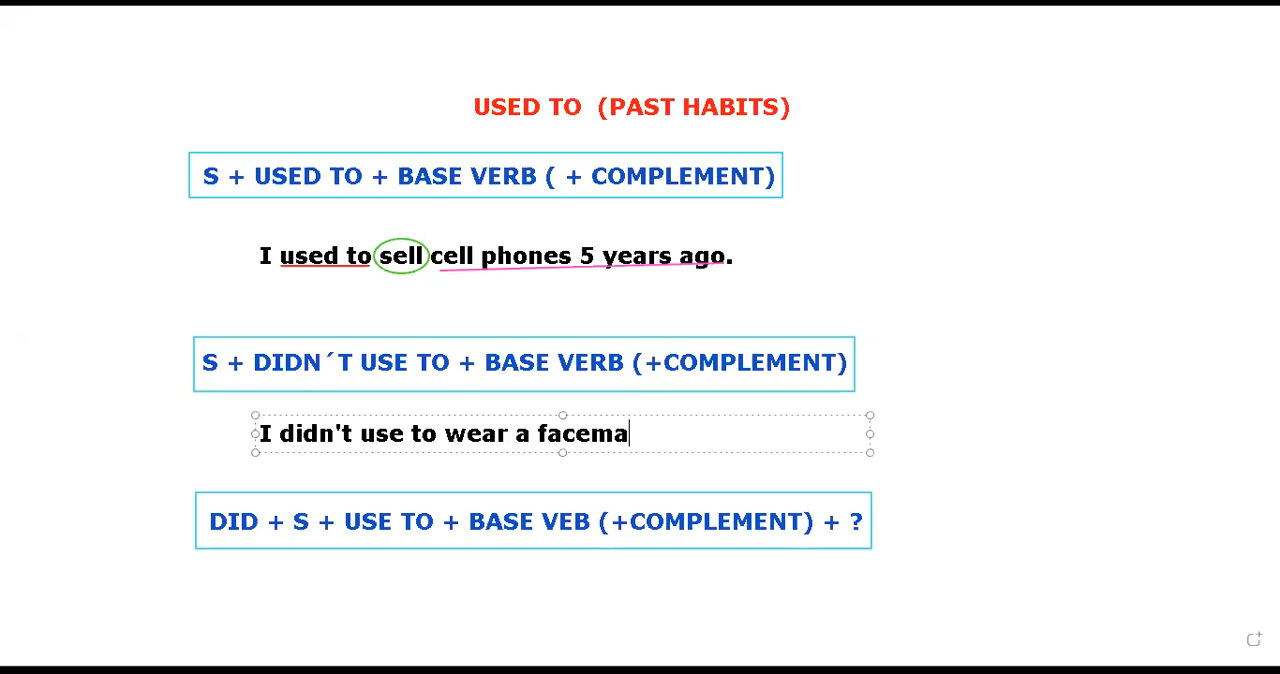 USED TO (PAST HABITS)
S + USED TO + BASE VERB ( + COMPLEMENT)
I used to sell cell phones 5 years ago.
S + DIDN´T USE TO + BASE VERB (+COMPLEMENT)
I didn't use to wear a facema
DID + S + USE TO + BASE VEB (+COMPLEMENT) + ?